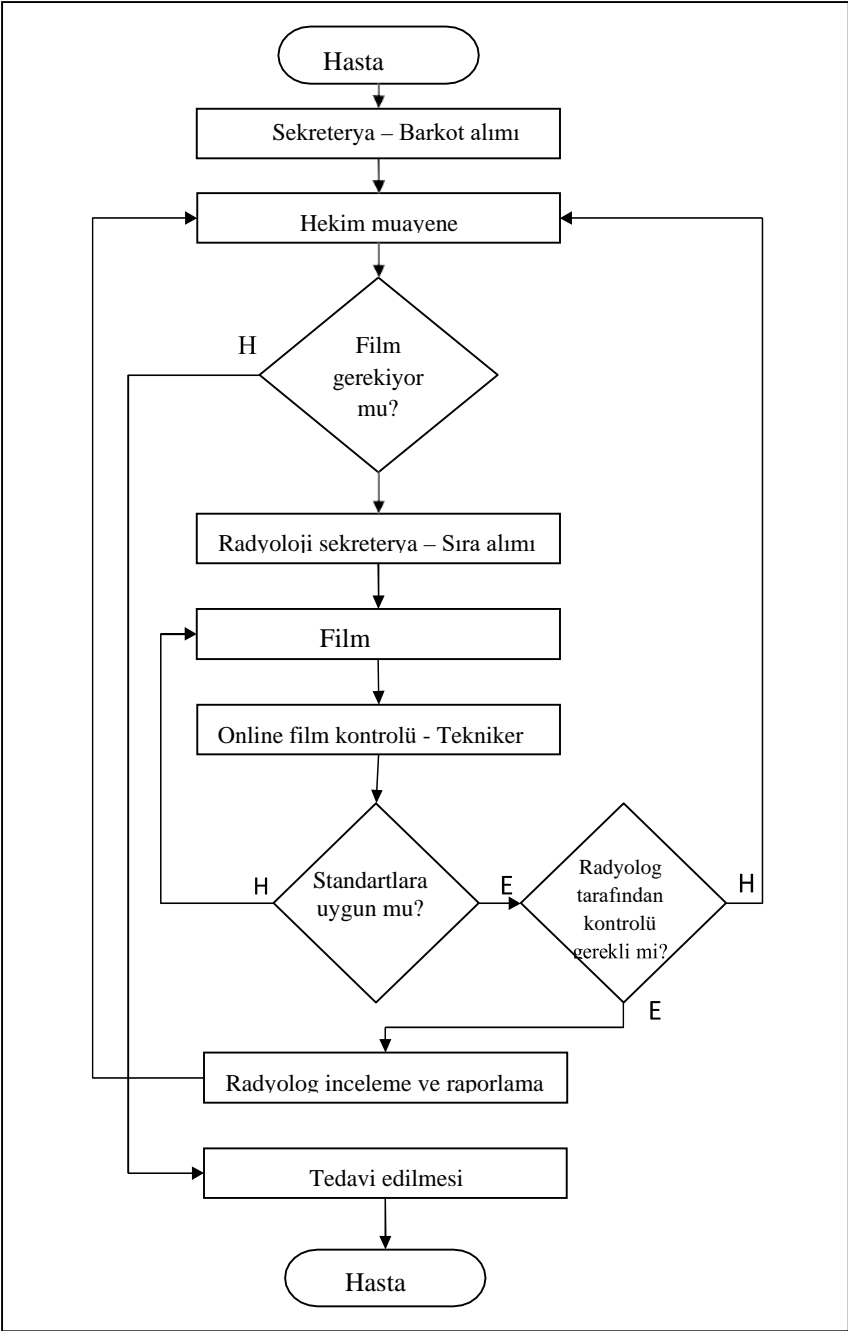 Hasta
Sekreterya – Barkot alımı
Hekim muayene
H
Film
gerekiyor
mu?
Radyoloji sekreterya – Sıra alımı
Film
Online film kontrolü - Tekniker
H
Standartlara
uygun mu?
E
Radyolog
tarafından
kontrolü
gerekli mi?
H
E
Radyolog inceleme ve raporlama
Tedavi edilmesi
Hasta